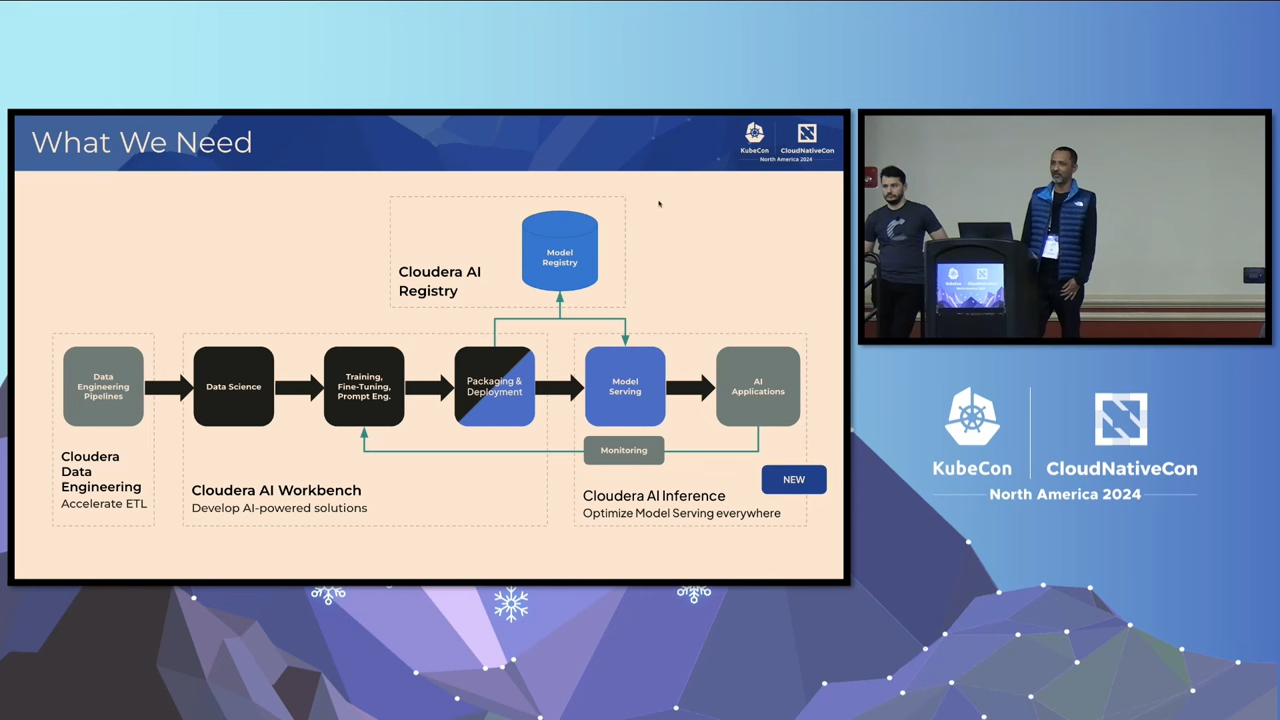 What We Need
KubeCon
CloudNativeCon
North America 2024
Model
Registry
Cloudera AI
Registry
Data
Engineering
Pipelines
Data Science
Training,
Fine-Tuning,
Prompt Eng.
Packaging &
Deployment
Model
Serving
AI
Applications
Monitoring
Cloudera
Data
Engineering
Accelerate ETL
Cloudera AI Workbench
Develop AI-powered solutions
NEW
Cloudera AI Inference
Optimize Model Serving everywhere
KubeCon
CloudNativeCon
North America 2024